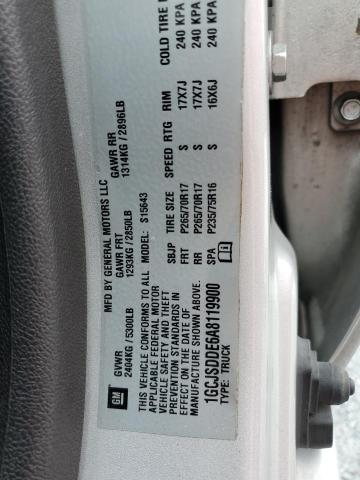 GM
MFD BY GENERAL MOTORS LLC
GVWR GAWR FRT GAWR RR
2404KG / 5300LB 1293KG / 2850LB 1314KG / 2896LB
THIS VEHICLE CONFORMS TO ALL
APPLICABLE FEDERAL MOTOR
VEHICLE SAFETY AND THEFT
PREVENTION STANDARDS IN EFFECT ON THE DATE OF
MANUFACTURE SHOWN ABOVE.
1GCJSDDE6A8119900
TYPE: TRUCK
MODEL: S15643
SBJP TIRE SIZE SPEED RTG RIM COLD TIRE
FRT P265/70R17 S 17X7J 240 KPA
RR P265/70R17 S 17X7J 240 KPA
SPA P235/75R16 S 16X6J 240 KPA